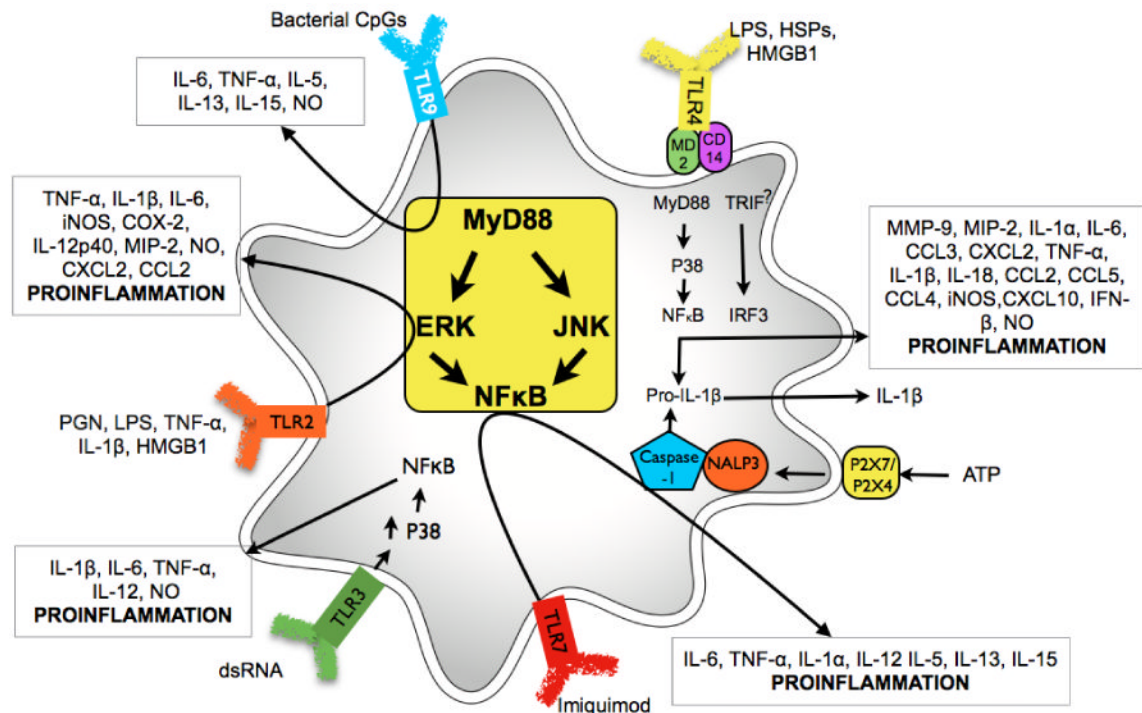 Bacterial CpGs
TLR9
IL-6, TNF-α, IL-5,
IL-13, IL-15, NO
LPS, HSPs,
HMGB1
TLR4
MD
2
CD
14
TNF-α, IL-1β, IL-6,
iNOS, COX-2,
IL-12p40, MIP-2, NO,
CXCL2, CCL2
PROINFLAMMATION
MyD88
ERK
JNK
NFκB
MyD88
TRIF?
P38
NFκB
IRF3
MMP-9, MIP-2, IL-1α, IL-6,
CCL3, CXCL2, TNF-α,
IL-1β, IL-18, CCL2, CCL5,
CCL4, iNOS,CXCL10, IFN-
β, NO
PROINFLAMMATION
Pro-IL-1β
IL-1β
PGN, LPS, TNF-α,
IL-1β, HMGB1
TLR2
Caspase
-1
NALP3
P2X7/
P2X4
ATP
NFκB
P38
IL-1β, IL-6, TNF-α,
IL-12, NO
PROINFLAMMATION
TLR3
dsRNA
TLR7
Imiquimod
IL-6, TNF-α, IL-1α, IL-12 IL-5, IL-13, IL-15
PROINFLAMMATION